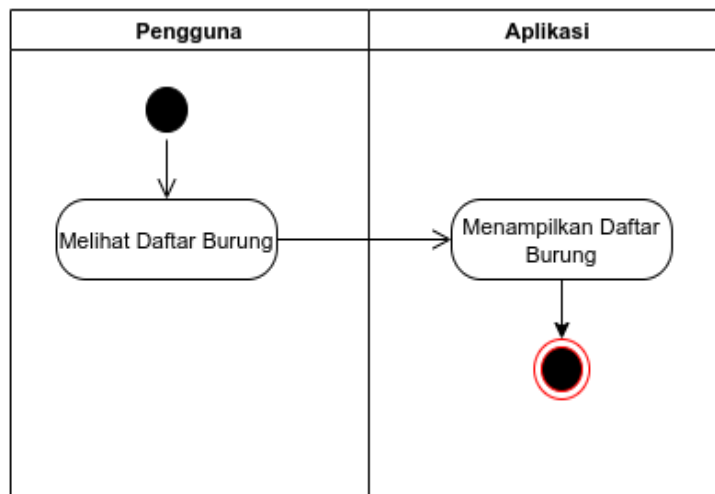 Pengguna
Aplikasi
Melihat Daftar Burung
Menampilkan Daftar
Burung